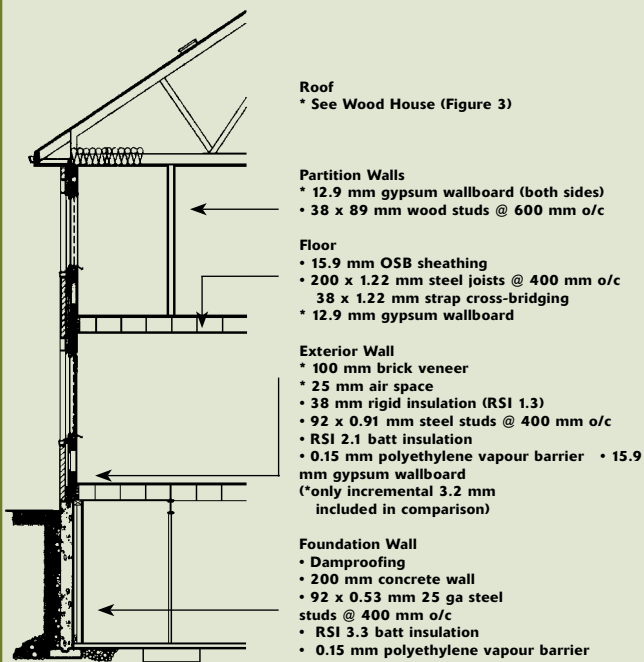 Roof
* See Wood House (Figure 3)
Partition Walls
* 12.9 mm gypsum wallboard (both sides)
• 38 x 89 mm wood studs @ 600 mm o/c
Floor
• 15.9 mm OSB sheathing
• 200 x 1.22 mm steel joists @ 400 mm o/c
38 x 1.22 mm strap cross-bridging
* 12.9 mm gypsum wallboard
Exterior Wall
* 100 mm brick veneer
* 25 mm air space
• 38 mm rigid insulation (RSI 1.3)
• 92 x 0.91 mm steel studs @ 400 mm o/c
• RSI 2.1 batt insulation
• 0.15 mm polyethylene vapour barrier • 15.9
mm gypsum wallboard
(*only incremental 3.2 mm
included in comparison)
Foundation Wall
• Damproofing
• 200 mm concrete wall
• 92 x 0.53 mm 25 ga steel
studs @ 400 mm o/c
• RSI 3.3 batt insulation
• 0.15 mm polyethylene vapour barrier